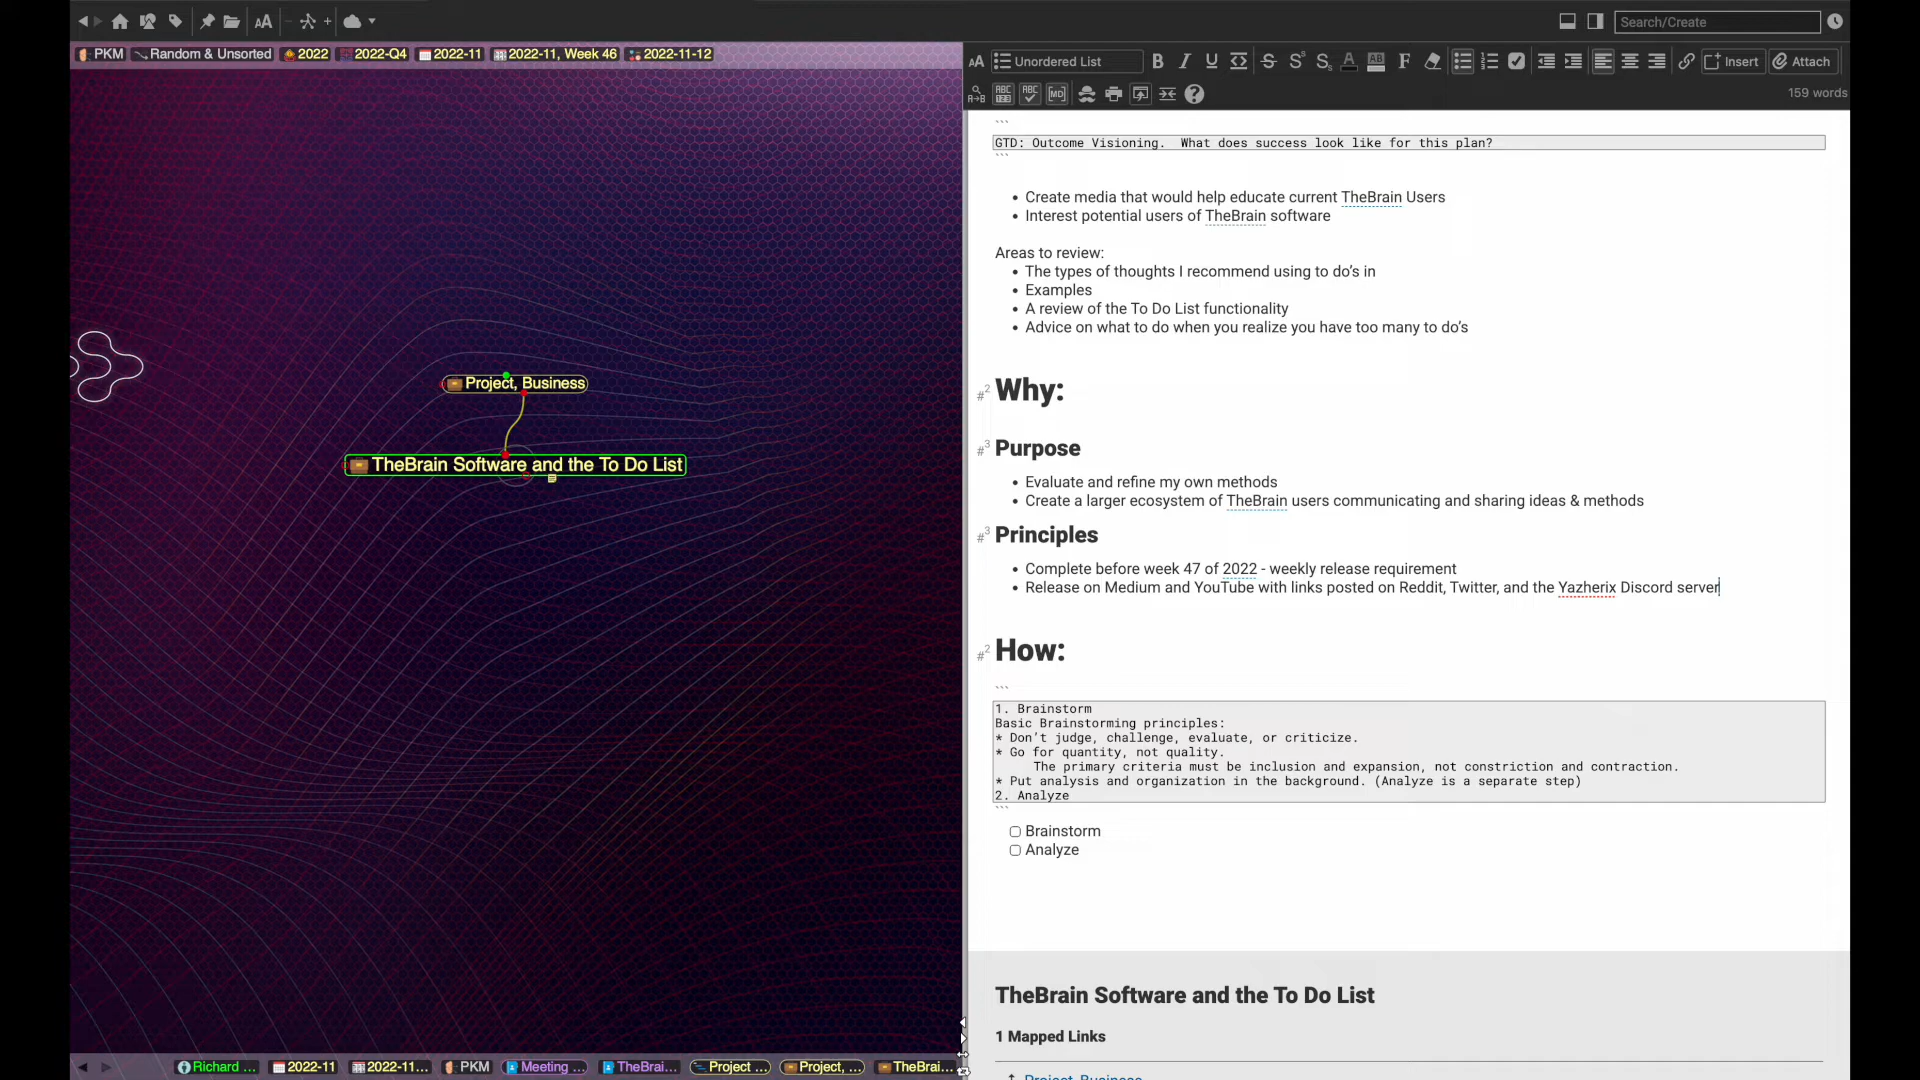 Search/Create
PKM
Random & Unsorted
2022
2022-Q4
2022-11
2022-11, Week 46
2022-11-12
Unordered List
Insert
Attach
159 words
```
GTD: Outcome Visioning.  What does success look like for this plan?
```
• Create media that would help educate current TheBrain Users
• Interest potential users of TheBrain software
Areas to review:
• The types of thoughts I recommend using to do’s in
• Examples
• A review of the To Do List functionality
• Advice on what to do when you realize you have too many to do’s
Project, Business
TheBrain Software and the To Do List
#2 Why:
#3 Purpose
• Evaluate and refine my own methods
• Create a larger ecosystem of TheBrain users communicating and sharing ideas & methods
#3 Principles
• Complete before week 47 of 2022 - weekly release requirement
• Release on Medium and YouTube with links posted on Reddit, Twitter, and the Yazherix Discord server
#2 How:
```
1. Brainstorm
Basic Brainstorming principles:
* Don’t judge, challenge, evaluate, or criticize.
* Go for quantity, not quality.
The primary criteria must be inclusion and expansion, not constriction and contraction.
* Put analysis and organization in the background. (Analyze is a separate step)
2. Analyze
```
Brainstorm
Analyze
TheBrain Software and the To Do List
1 Mapped Links
Project, Business
Richard ...
2022-11
2022-11...
PKM
Meeting ...
TheBrai...
Project ...
Project, ...
TheBrai...